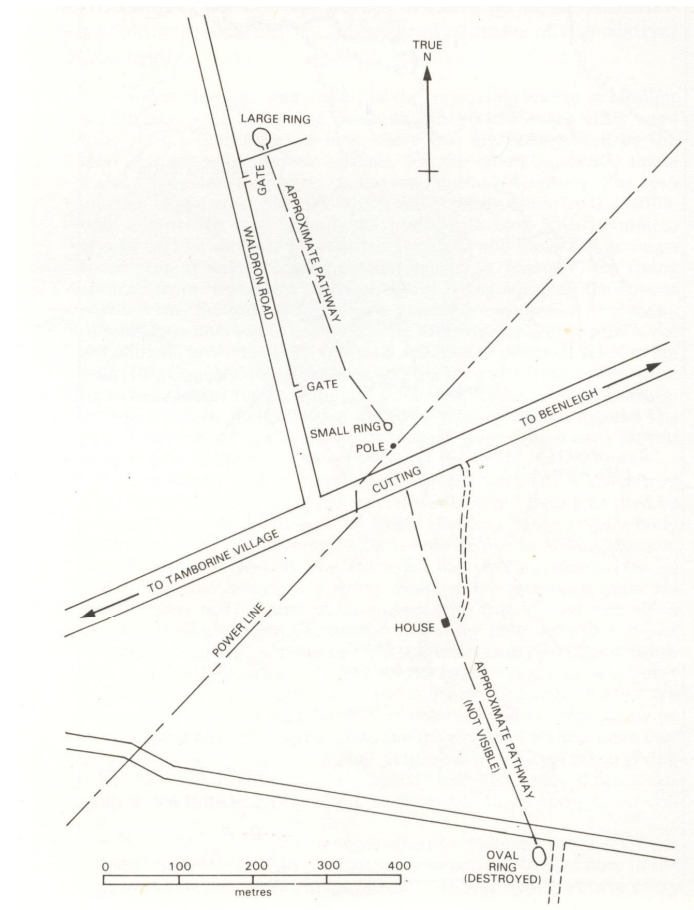 TRUE
N
LARGE RING
GATE
APPROXIMATE PATHWAY
WALDRON ROAD
GATE
SMALL RING
POLE
TO BEENLEIGH
CUTTING
TO TAMBORINE VILLAGE
POWER LINE
HOUSE
APPROXIMATE PATHWAY
(NOT VISIBLE)
OVAL
RING
(DESTROYED)
0 100 200 300 400
metres